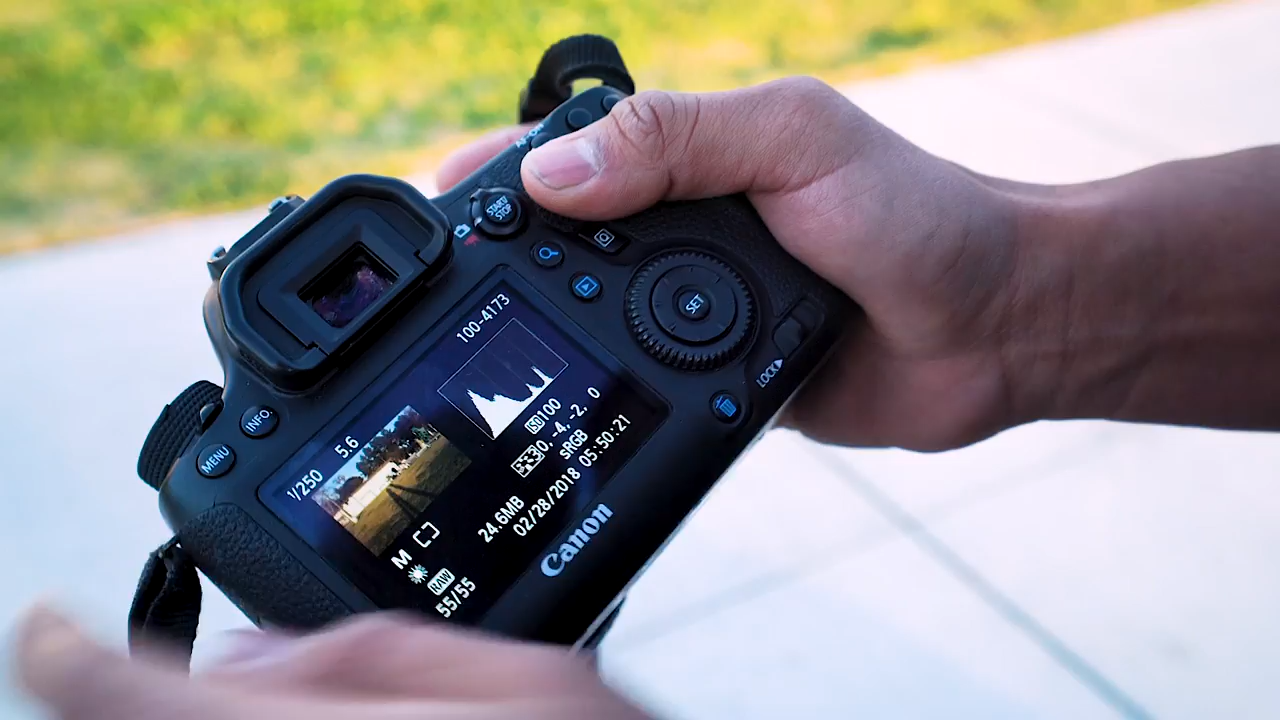 AF-ON
START/
STOP
SET
LOCK▶
INFO.
MENU
100-4173
1/250 5.6
ISO 100
0, -4, -2, 0
sRGB
24.6MB
02/28/2018 05:50:21
M
RAW
55/55
Canon